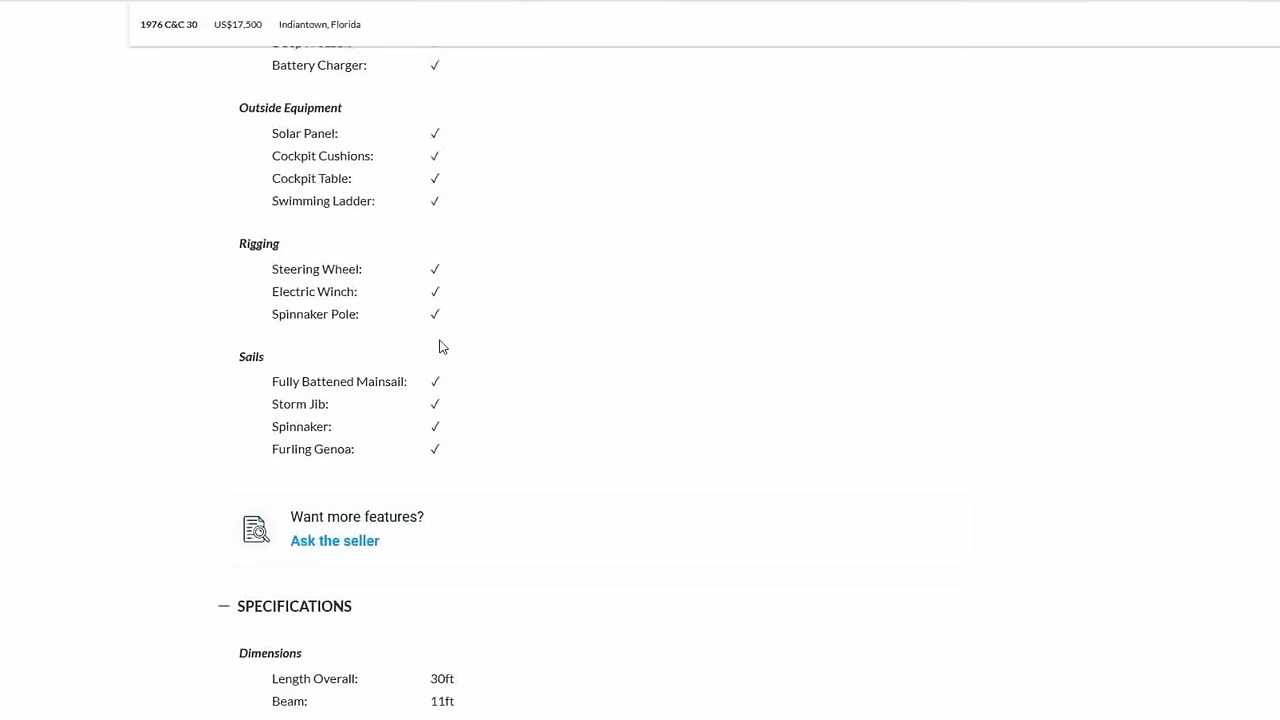 1976 C&C 30 US$17,500 Indiantown, Florida
Battery Charger: ✓
Outside Equipment
Solar Panel: ✓
Cockpit Cushions: ✓
Cockpit Table: ✓
Swimming Ladder: ✓
Rigging
Steering Wheel: ✓
Electric Winch: ✓
Spinnaker Pole: ✓
Sails
Fully Battened Mainsail: ✓
Storm Jib: ✓
Spinnaker: ✓
Furling Genoa: ✓
Want more features?
Ask the seller
— SPECIFICATIONS
Dimensions
Length Overall: 30ft
Beam: 11ft